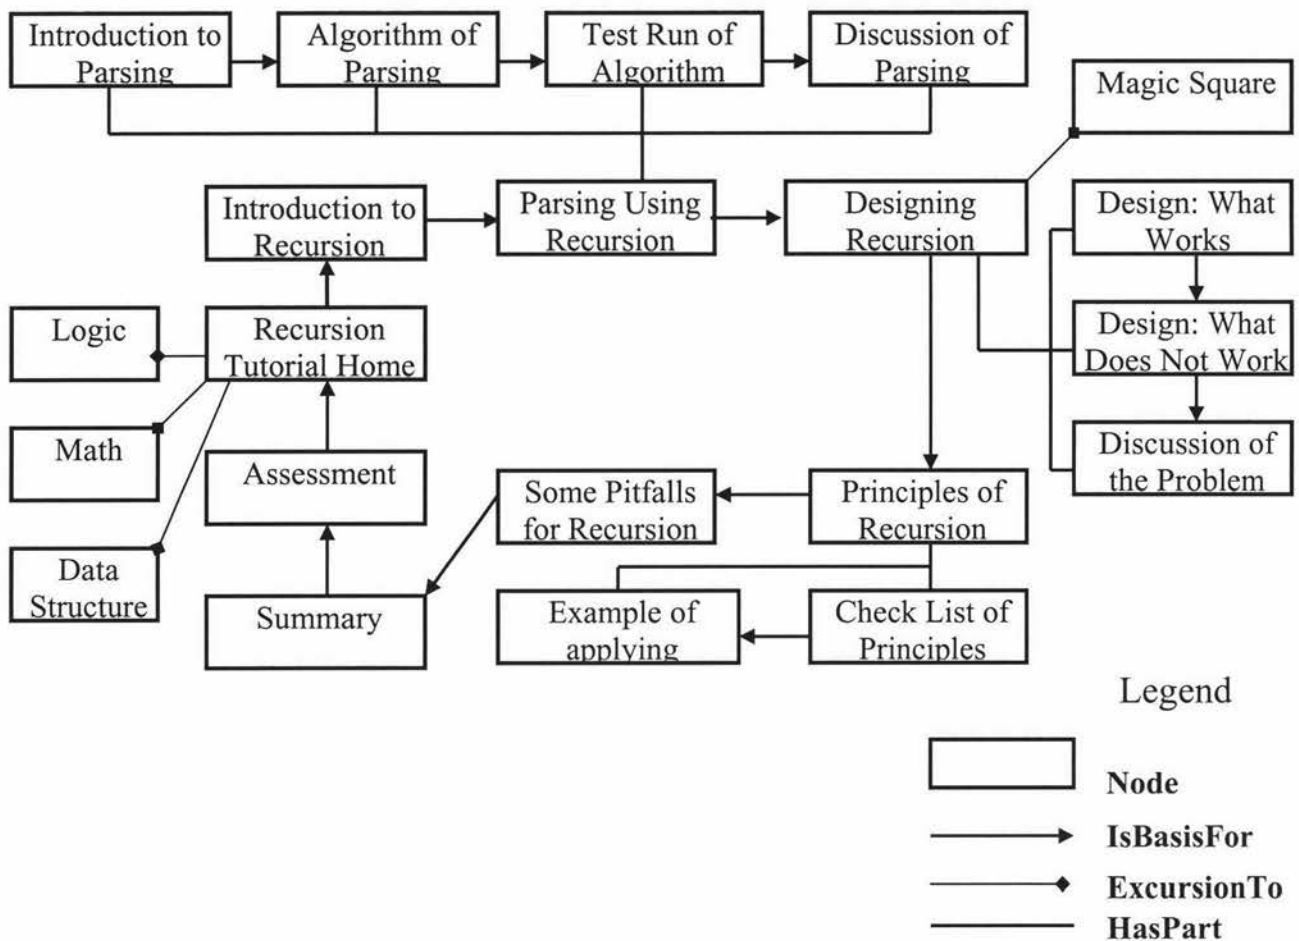 Introduction to
Parsing
Algorithm of
Parsing
Test Run of
Algorithm
Discussion of
Parsing
Magic Square
Introduction to
Recursion
Parsing Using
Recursion
Designing
Recursion
Design: What
Works
Logic
Recursion
Tutorial Home
Design: What
Does Not Work
Math
Assessment
Some Pitfalls
for Recursion
Principles of
Recursion
Discussion of
the Problem
Data
Structure
Summary
Example of
applying
Check List of
Principles
Legend
Node
IsBasisFor
ExcursionTo
HasPart